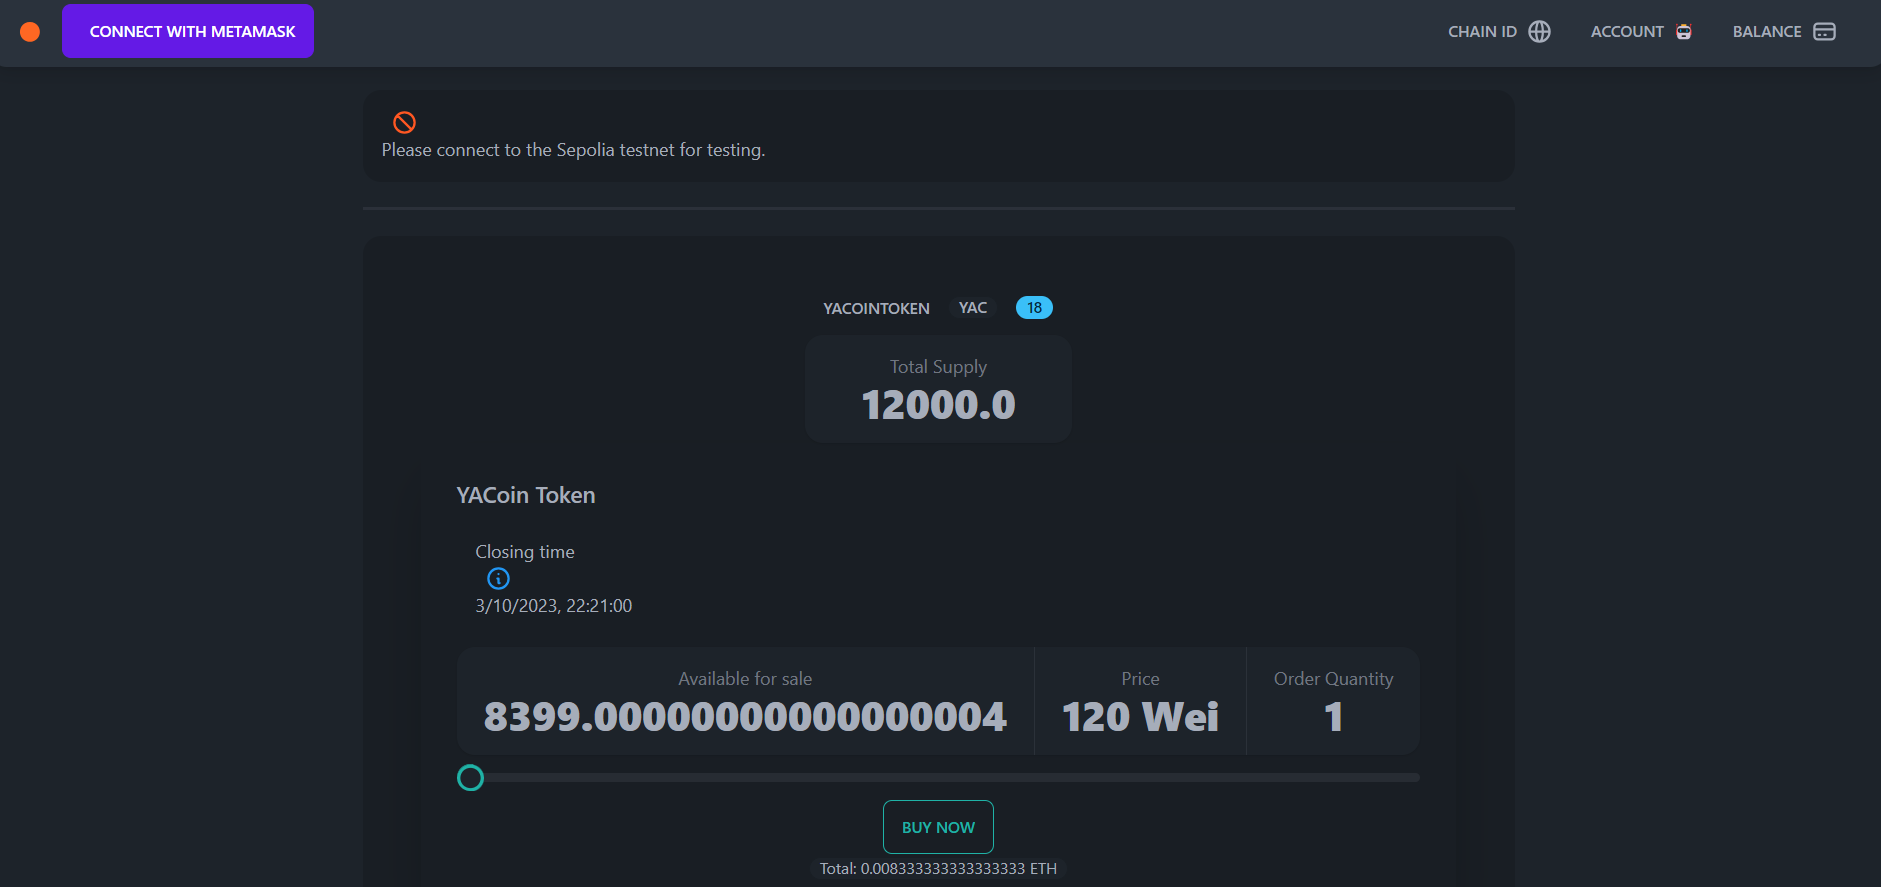 CONNECT WITH METAMASK
CHAIN ID
ACCOUNT
BALANCE
Please connect to the Sepolia testnet for testing.
YACOINTOKEN YAC 18
Total Supply
12000.0
YACoin Token
Closing time
3/10/2023, 22:21:00
Available for sale
8399.000000000000000004
Price
120 Wei
Order Quantity
1
BUY NOW
Total: 0.008333333333333333 ETH